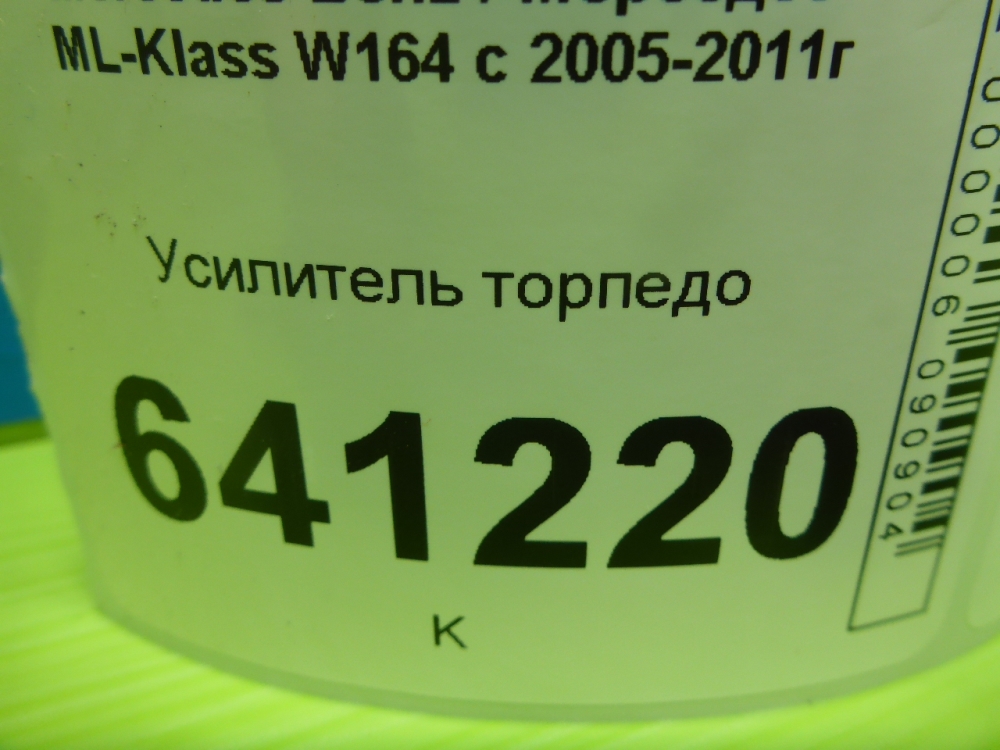 ML-Klass W164 с 2005-2011г
Усилитель торпедо
641220
К